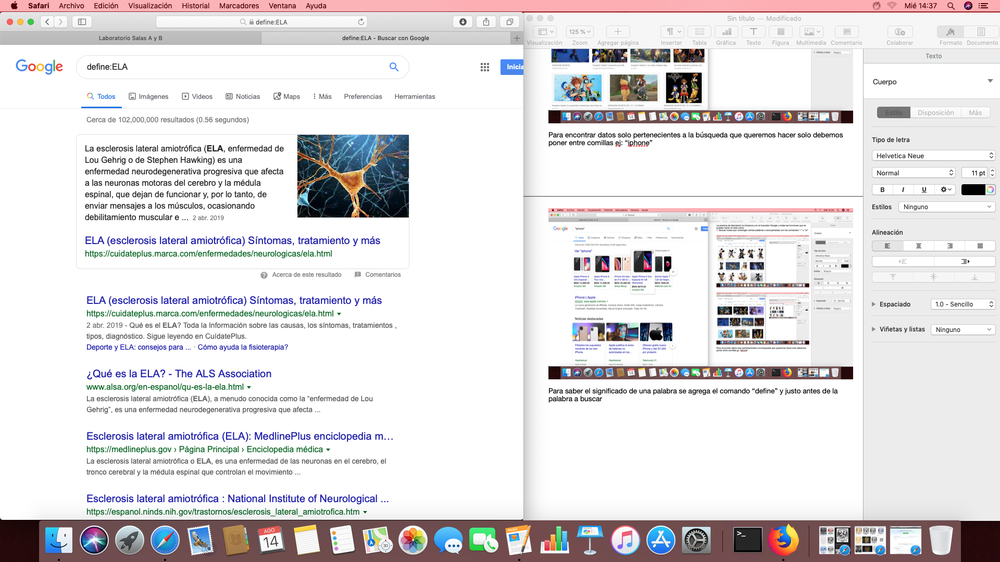 Safari Archivo Edición Visualización Historial Marcadores Ventana Ayuda
Mié 14:37
define:ELA
Laboratorio Salas A y B
define:ELA - Buscar con Google
Google
define:ELA
Inicia
Todos Imágenes Videos Noticias Maps Más Preferencias Herramientas
Cerca de 102,000,000 resultados (0.56 segundos)
La esclerosis lateral amiotrófica (ELA, enfermedad de
Lou Gehrig o de Stephen Hawking) es una
enfermedad neurodegenerativa progresiva que afecta
a las neuronas motoras del cerebro y la médula
espinal, que dejan de funcionar y, por lo tanto, de
enviar mensajes a los músculos, ocasionando
debilitamiento muscular e ... 2 abr. 2019
ELA (esclerosis lateral amiotrófica) Síntomas, tratamiento y más
https://cuidateplus.marca.com/enfermedades/neurologicas/ela.html
Acerca de este resultado Comentarios
ELA (esclerosis lateral amiotrófica) Síntomas, tratamiento y más
https://cuidateplus.marca.com/enfermedades/neurologicas/ela.html
2 abr. 2019 - Qué es el ELA? Toda la Información sobre las causas, los síntomas, tratamientos ,
tipos, diagnóstico. Sigue leyendo en CuídatePlus.
Deporte y ELA: consejos para ... · Cómo ayuda la fisioterapia?
¿Qué es la ELA? - The ALS Association
www.alsa.org/en-espanol/qu-es-la-ela.html
La esclerosis lateral amiotrófica (ELA), a menudo conocida como la “enfermedad de Lou
Gehrig”, es una enfermedad neurodegenerativa progresiva que afecta ...
Esclerosis lateral amiotrófica (ELA): MedlinePlus enciclopedia m…
https://medlineplus.gov › Página Principal › Enciclopedia médica
La esclerosis lateral amiotrófica o ELA, es una enfermedad de las neuronas en el cerebro, el
tronco cerebral y la médula espinal que controlan el movimiento ...
Esclerosis lateral amiotrófica : National Institute of Neurological ...
https://espanol.ninds.nih.gov/trastornos/esclerosis_lateral_amiotrofica.htm
Sin título — Modificado
125 %
Visualización Zoom Agregar página Insertar Tabla Gráfica Texto Figura Multimedia Comentario Colaborar Formato Documento
Para encontrar datos solo pertenecientes a la búsqueda que queremos hacer solo debemos
poner entre comillas ej: “iphone”
Google
"iphone"
Ver "iphone"
iPhone | Apple
Noticias destacadas
Para saber el significado de una palabra se agrega el comando “define” y justo antes de la
palabra a buscar
Texto
Cuerpo
Estilo Disposición Más
Tipo de letra
Helvetica Neue
Normal 11 pt
B I U
Estilos Ninguno
Alineación
Espaciado 1.0 - Sencillo
Viñetas y listas Ninguno
AGO
14
3D
PAGES
>_